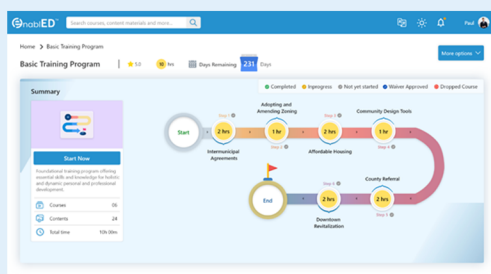 enablED™
Search courses, content materials and more..
Paul
Home > Basic Training Program
More options
Basic Training Program
5.0
10 hrs
Days Remaining 231 Days
Summary
Completed Inprogress Not yet started Waiver Approved Dropped Course
Start Now
Foundational training program offering
essential skills and knowledge for holistic
and dynamic personal and professional
development.
Courses 06
Contents 24
Total time 10h 0Min
Start
Step 1
2 hrs
Intermunicipal
Agreements
Adopting and
Amending Zoning
1 hr
Step 2
Step 3
2 hrs
Affordable Housing
Community Design Tools
1 hr
Step 4
County Referral
2 hrs
Step 5
2 hrs
Downtown
Revitalization
End